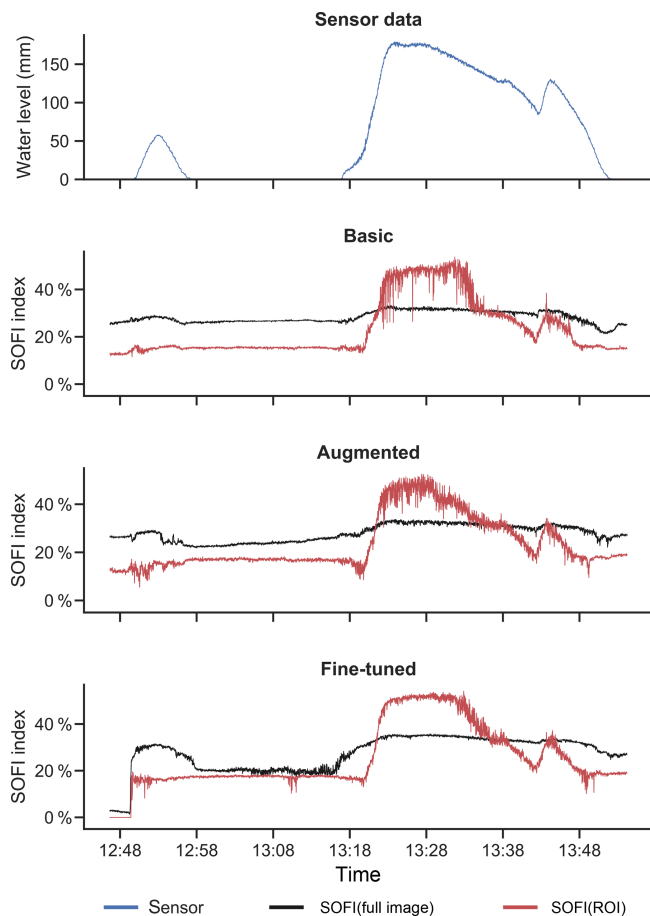 Sensor data
Water level (mm)
150
100
50
0
Basic
SOFI index
40 %
20 %
0 %
Augmented
SOFI index
40 %
20 %
0 %
Fine-tuned
SOFI index
40 %
20 %
0 %
12:48 12:58 13:08 13:18 13:28 13:38 13:48
Time
Sensor SOFI(full image) SOFI(ROI)